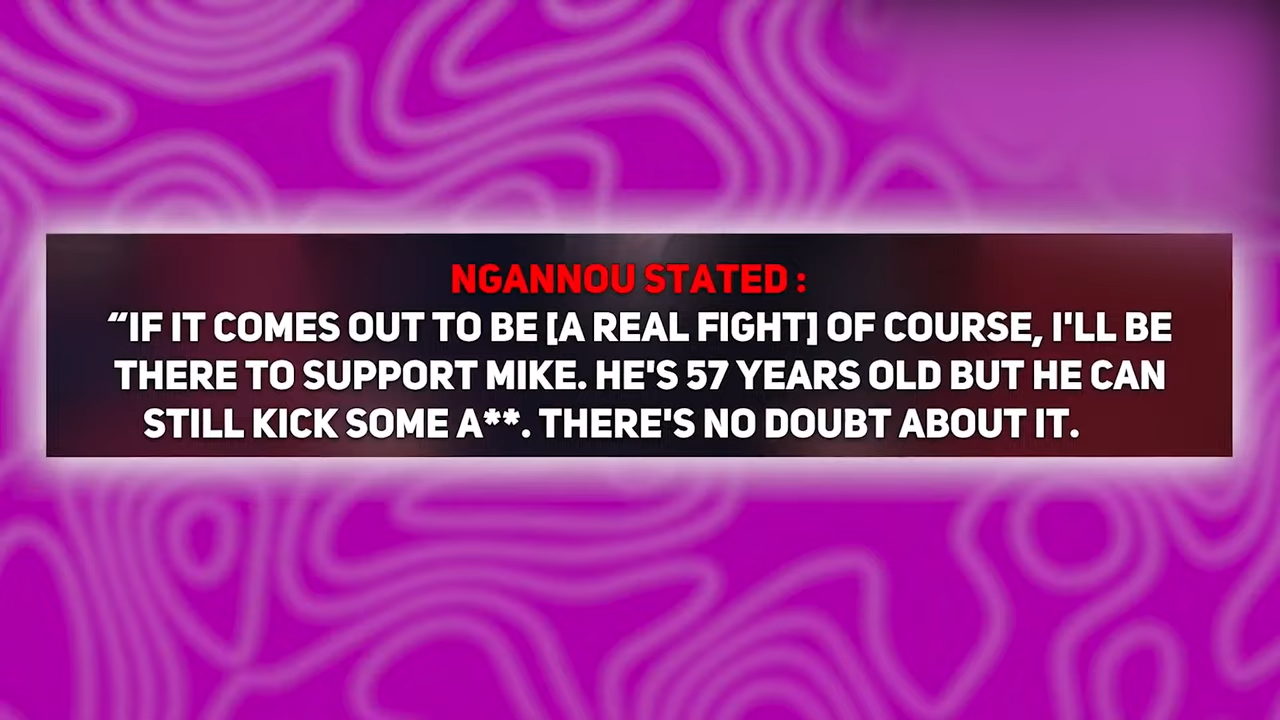 NGANNOU STATED :
“IF IT COMES OUT TO BE [A REAL FIGHT] OF COURSE, I'LL BE
THERE TO SUPPORT MIKE. HE'S 57 YEARS OLD BUT HE CAN
STILL KICK SOME A**. THERE'S NO DOUBT ABOUT IT.